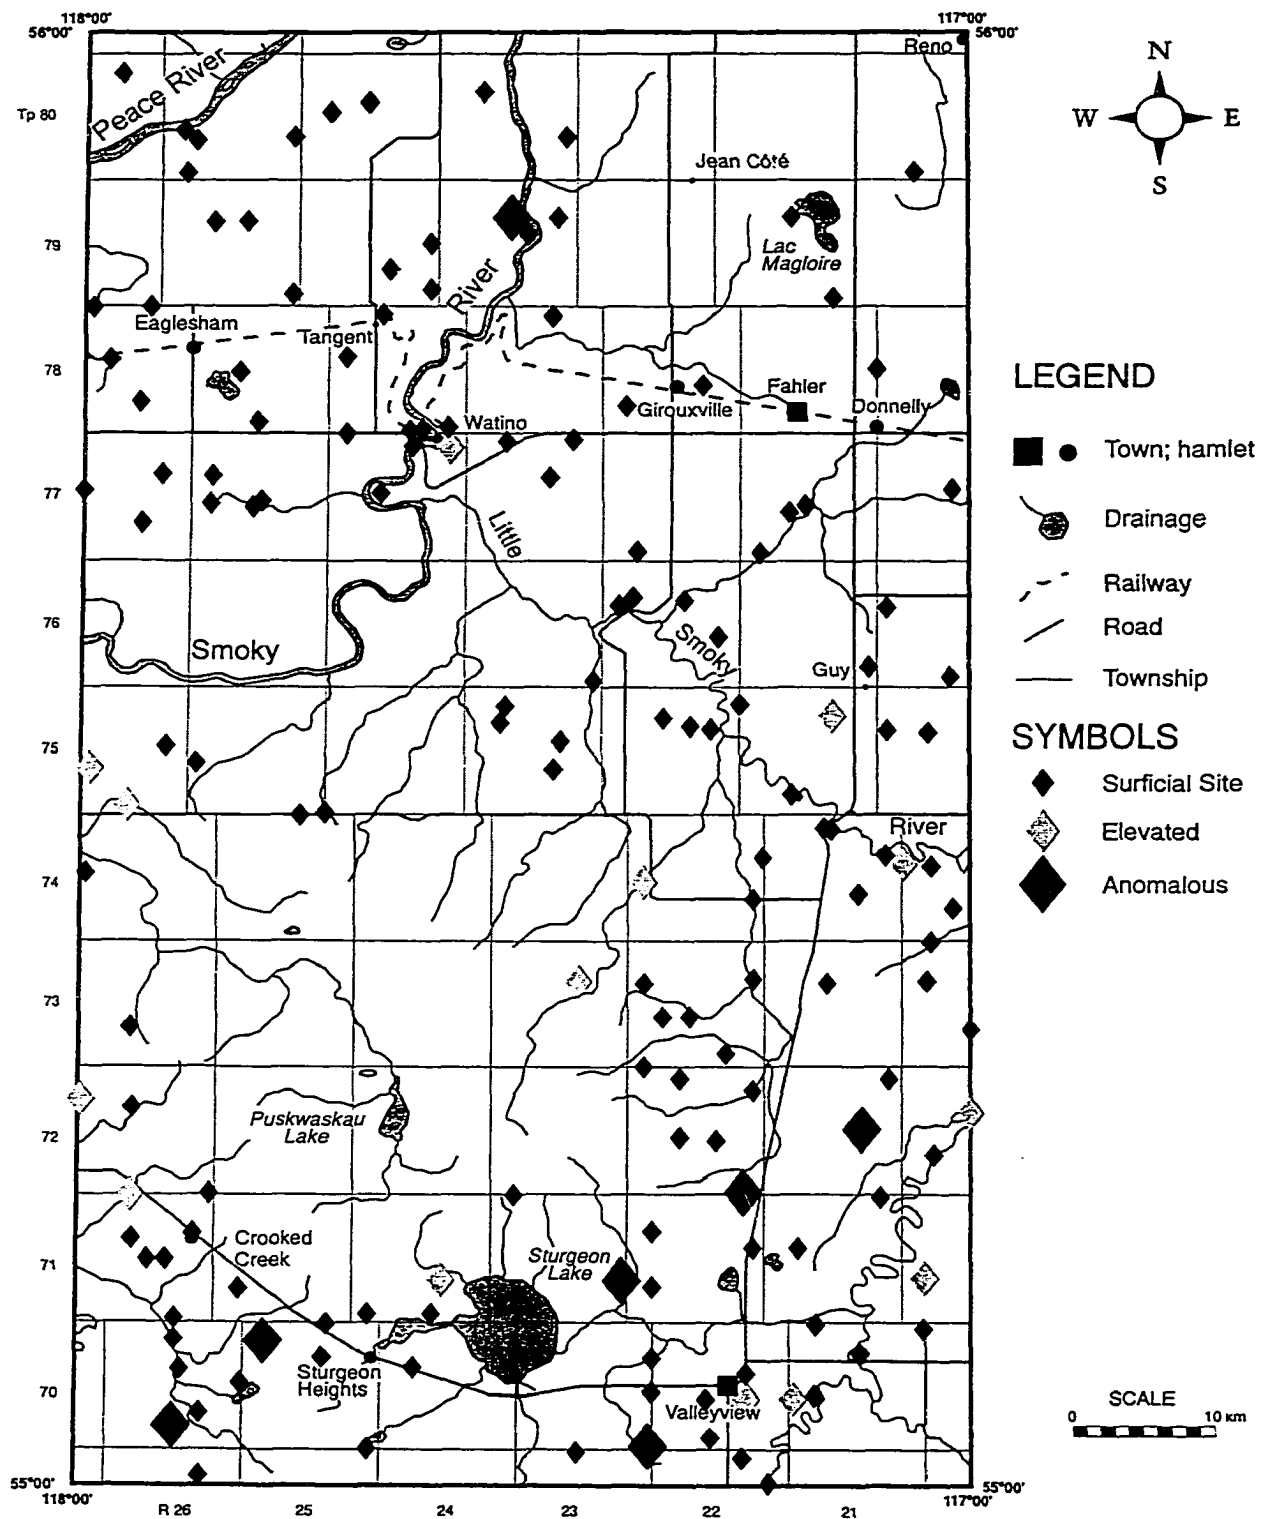 118°00'
117°00'
56°00'
56°00'
Reno
N
W
E
S
Peace River
Tp 80
Jean Côté
79
Lac
Magloire
River
Eaglesham
Tangent
78
Fahler
Girouxville
Donnelly
Watino
77
Little
76
Smoky
Smoky
Guy
75
River
74
73
Puskwaskau
Lake
72
Crooked
Creek
Sturgeon
Lake
71
Sturgeon
Heights
70
Valleyview
55°00'
55°00'
118°00'
117°00'
R 26
25
24
23
22
21
LEGEND
Town; hamlet
Drainage
Railway
Road
Township
SYMBOLS
Surficial Site
Elevated
Anomalous
SCALE
0
10 km